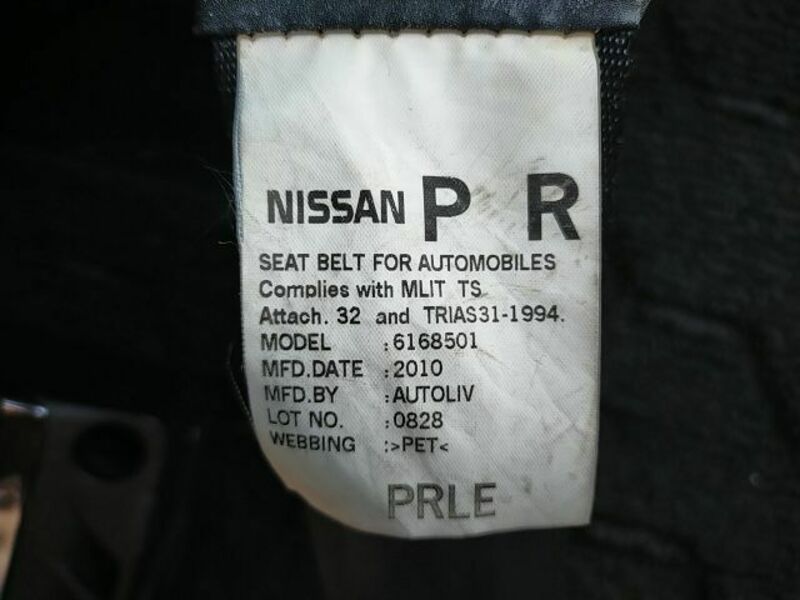 NISSAN P R
SEAT BELT FOR AUTOMOBILES
Complies with MLIT TS
Attach. 32 and TRIAS31-1994.
MODEL :6168501
MFD.DATE :2010
MFD.BY :AUTOLIV
LOT NO. :0828
WEBBING :>PET<
PRLE